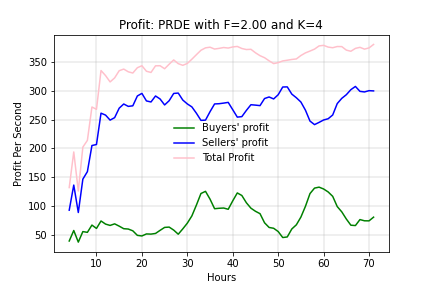 Profit: PRDE with F=2.00 and K=4
Profit Per Second
350
300
250
200
150
100
50
Buyers' profit
Sellers' profit
Total Profit
10
20
30
40
50
60
70
Hours